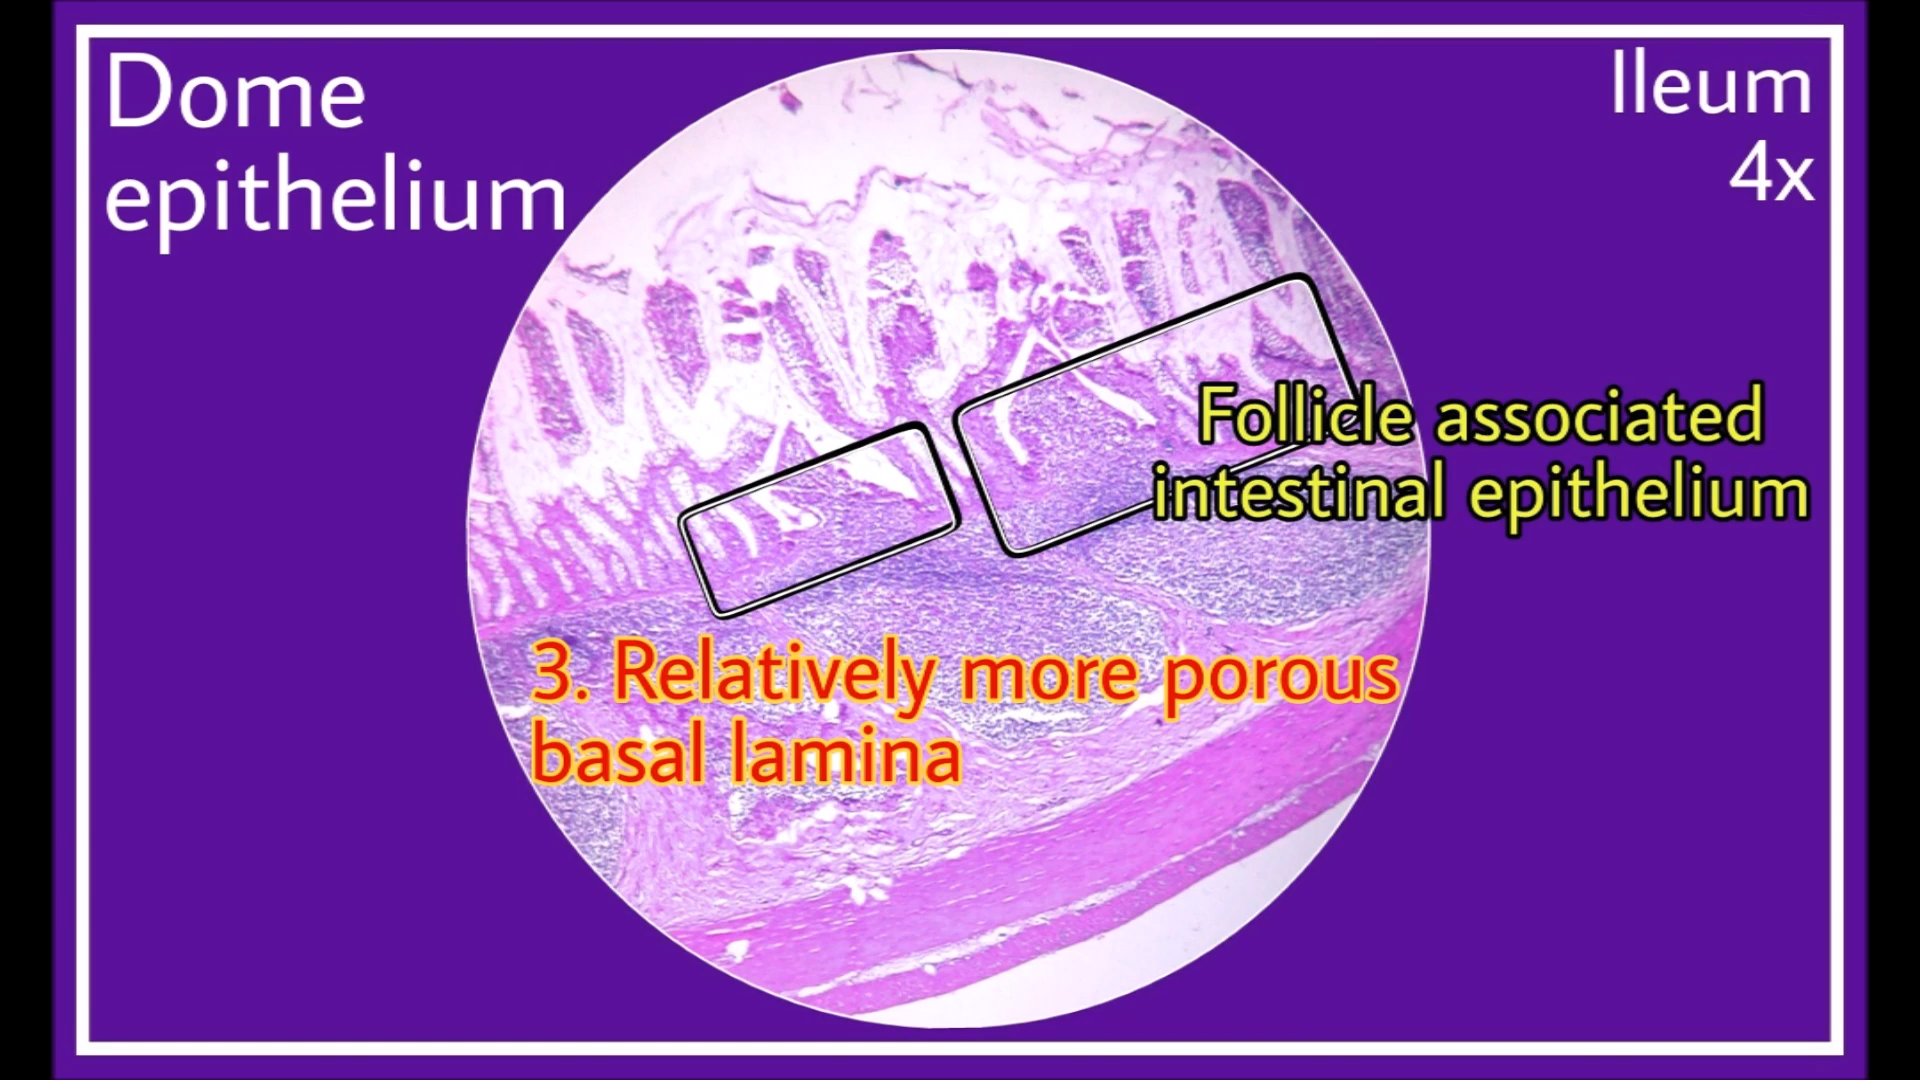 Dome
epithelium
Ileum
4x
Follicle associated
intestinal epithelium
3. Relatively more porous
basal lamina